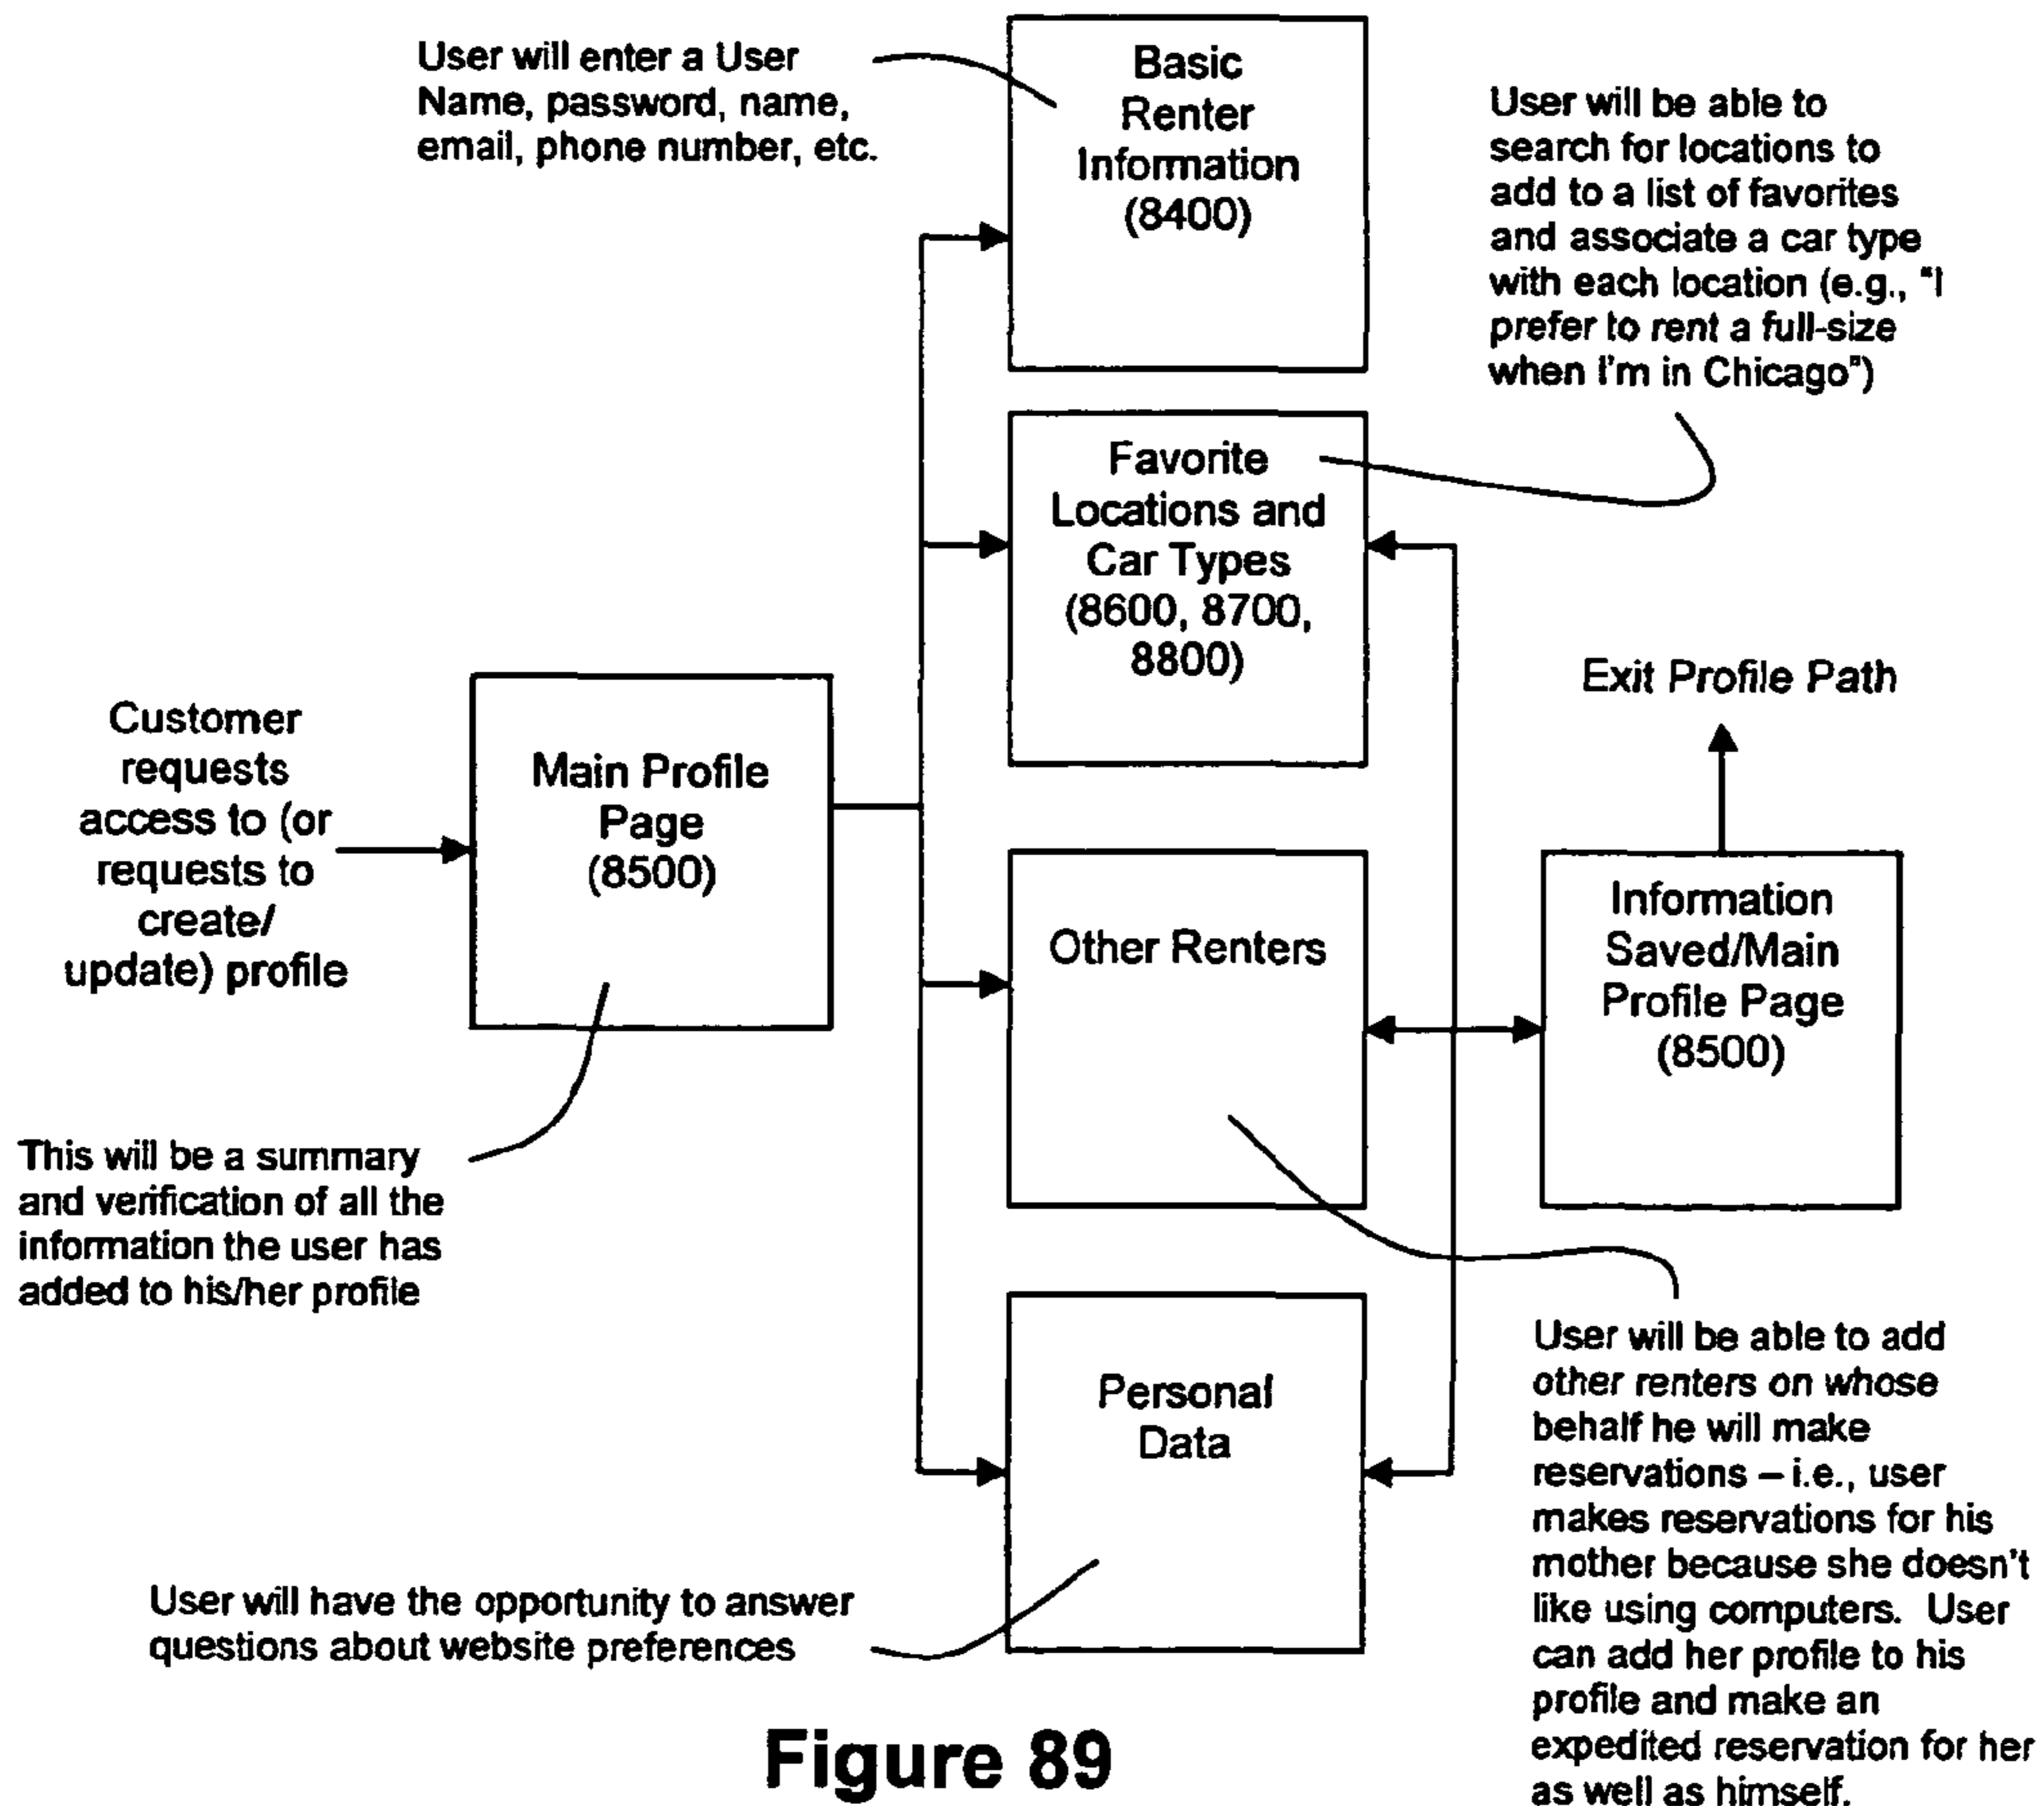 User will enter a User
Name, password, name,
email, phone number, etc.
Basic
Renter
Information
(8400)
User will be able to
search for locations to
add to a list of favorites
and associate a car type
with each location (e.g., "I
prefer to rent a full-size
when I'm in Chicago")
Favorite
Locations and
Car Types
(8600, 8700,
8800)
Customer
requests
access to (or
requests to
create/
update) profile
Main Profile
Page
(8500)
Exit Profile Path
Other Renters
Information
Saved/Main
Profile Page
(8500)
This will be a summary
and verification of all the
information the user has
added to his/her profile
Personal
Data
User will be able to add
other renters on whose
behalf he will make
reservations – i.e., user
makes reservations for his
mother because she doesn't
like using computers. User
can add her profile to his
profile and make an
expedited reservation for her
as well as himself.
User will have the opportunity to answer
questions about website preferences
Figure 89